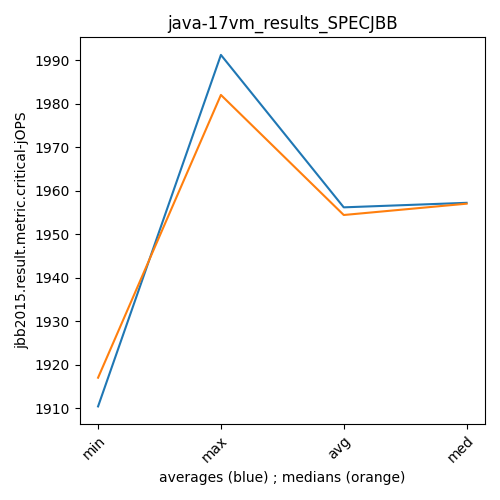 java-17vm_results_SPECJBB
jbb2015.result.metric.critical-jOPS
1990
1980
1970
1960
1950
1940
1930
1920
1910
min
max
avg
med
averages (blue) ; medians (orange)